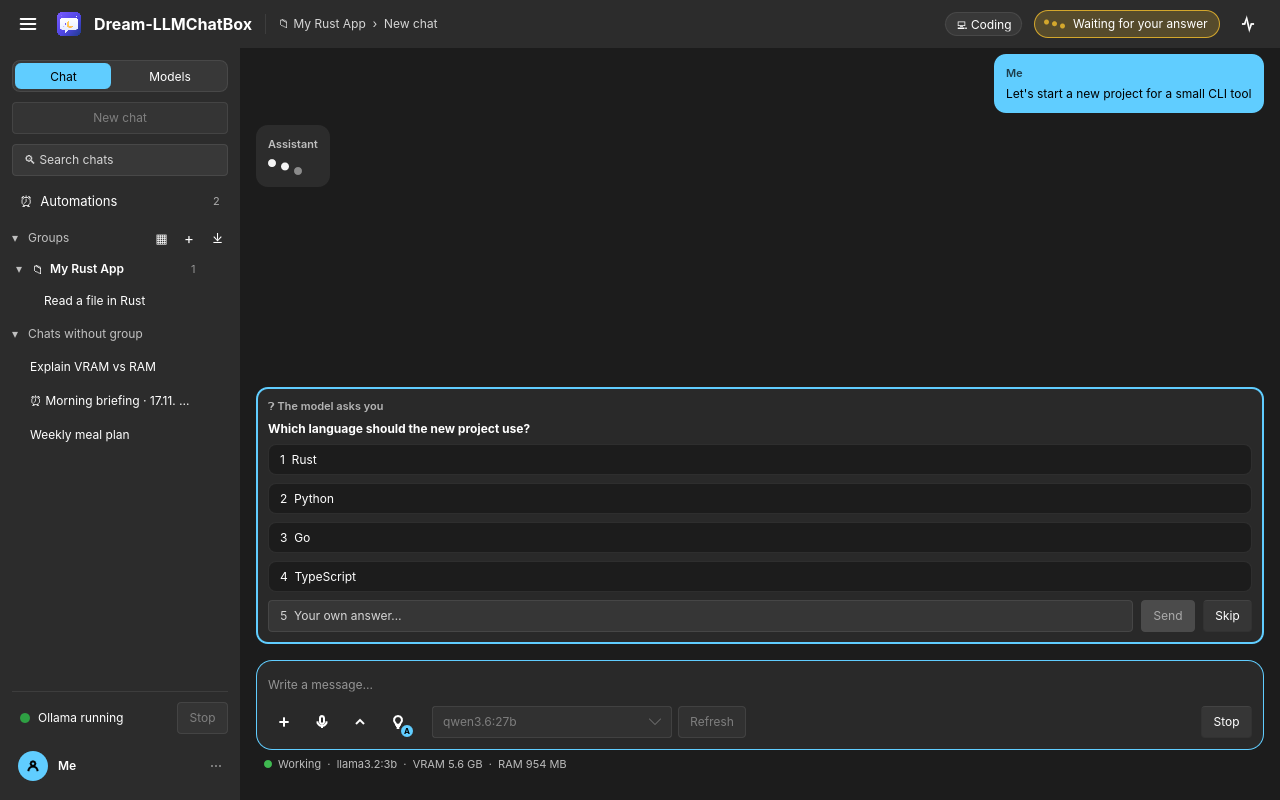 Dream-LLMChatBox
My Rust App › New chat
Coding
Waiting for your answer
Chat
Models
New chat
Search chats
Automations 2
Groups
My Rust App 1
Read a file in Rust
Chats without group
Explain VRAM vs RAM
Morning briefing · 17.11. ...
Weekly meal plan
Ollama running
Stop
Me
Me
Let's start a new project for a small CLI tool
Assistant
? The model asks you
Which language should the new project use?
1 Rust
2 Python
3 Go
4 TypeScript
5 Your own answer...
Send
Skip
Write a message...
A
qwen3.6:27b
Refresh
Stop
Working · llama3.2:3b · VRAM 5.6 GB · RAM 954 MB